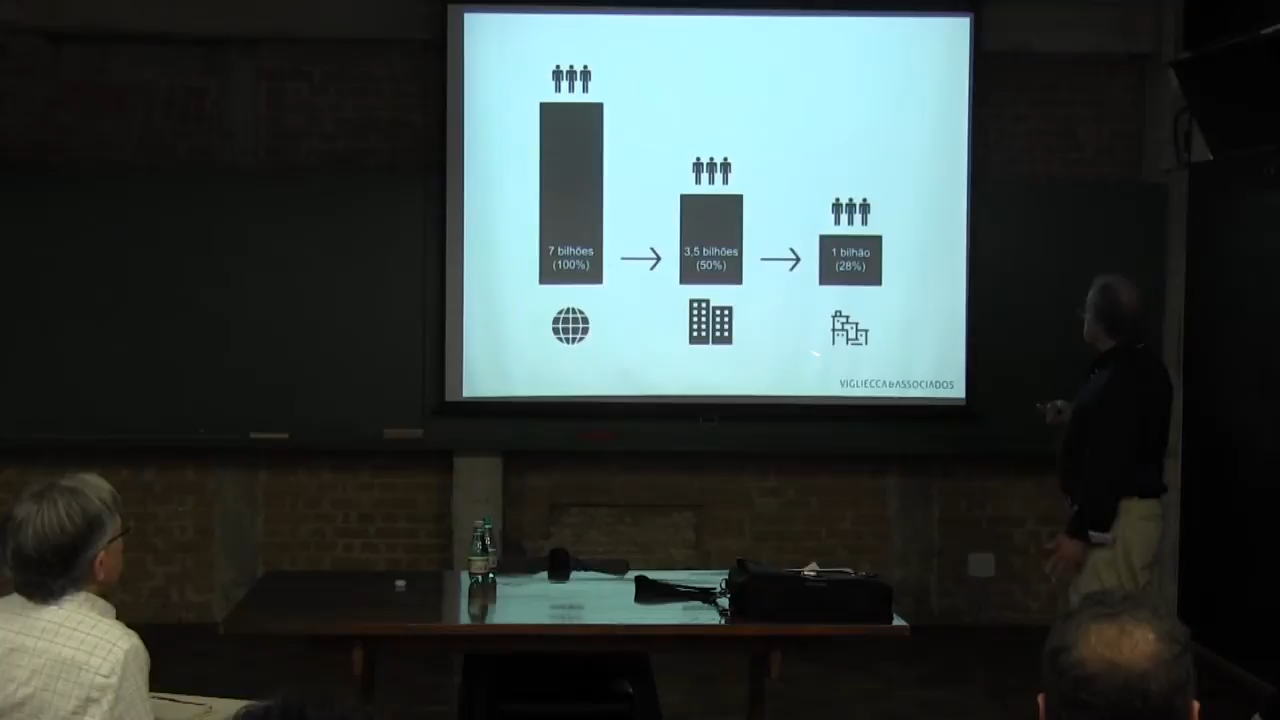 7 bilhões
(100%)
3,5 bilhões
(50%)
1 bilhão
(28%)
VIGLIECCA&ASSOCIADOS